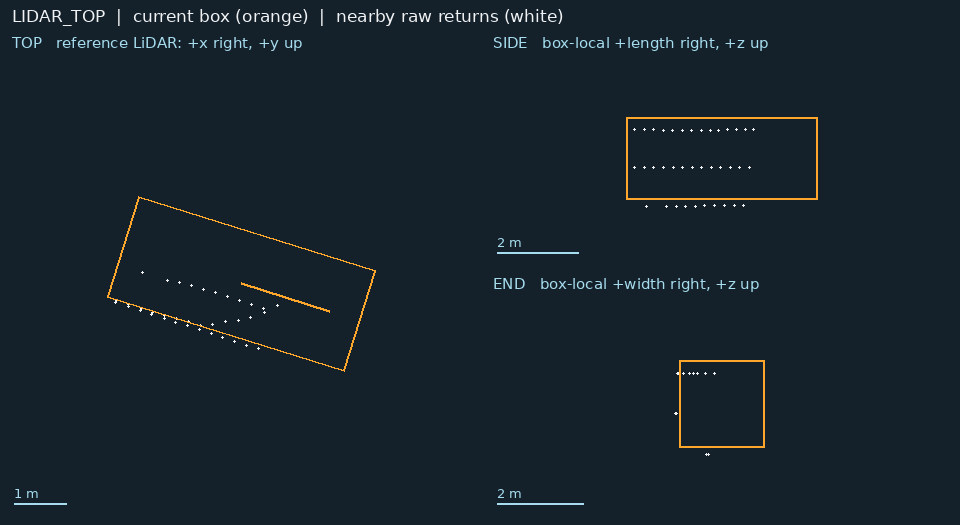 LIDAR_TOP | current box (orange) | nearby raw returns (white)
TOP reference LiDAR: +x right, +y up
SIDE box-local +length right, +z up
2 m
END box-local +width right, +z up
1 m
2 m